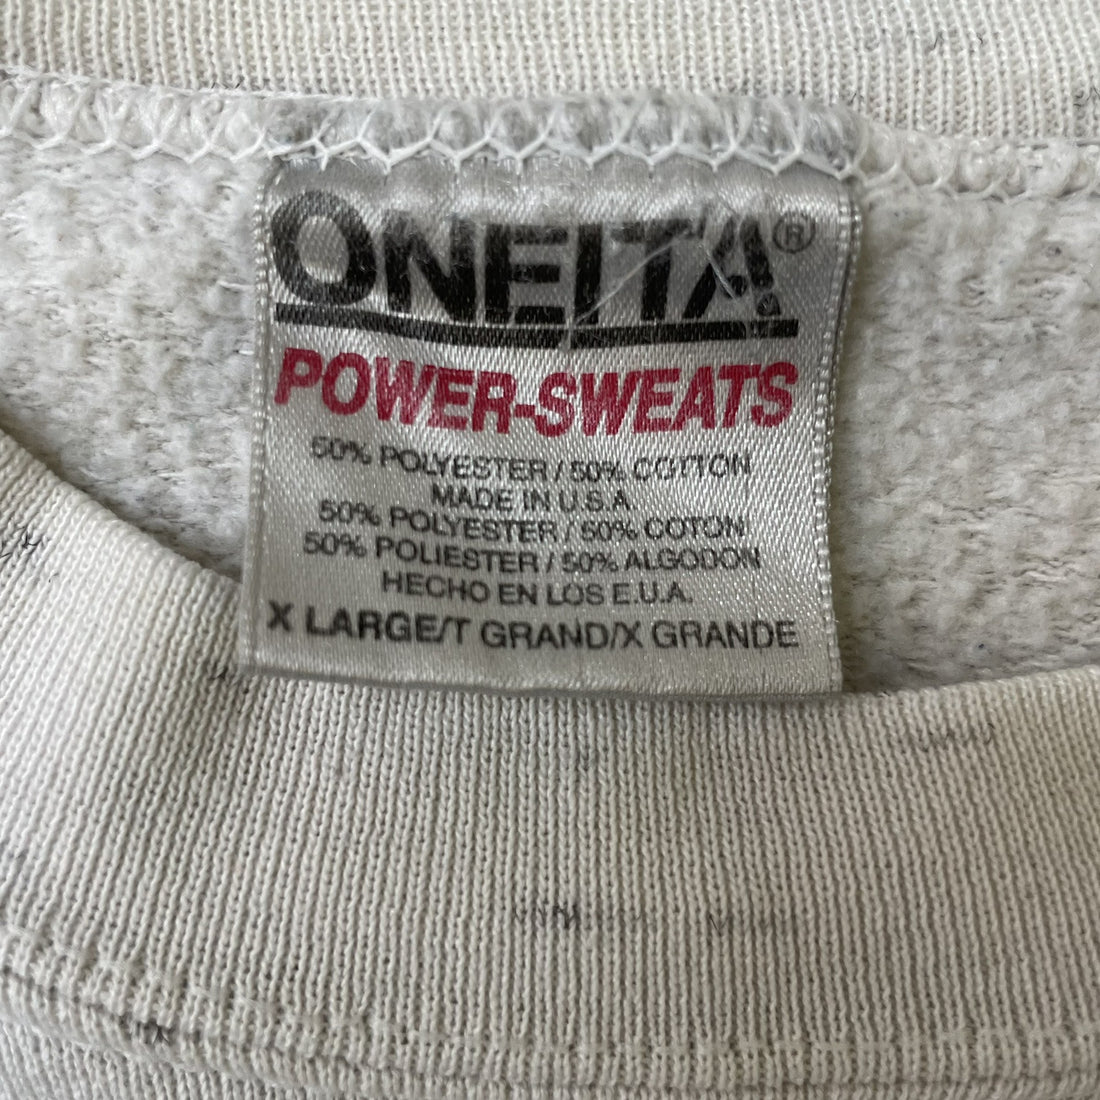 ONEITA®
POWER-SWEATS
50% POLYESTER / 50% COTTON
MADE IN U.S.A
50% POLYESTER / 50% COTON
50% POLIESTER / 50% ALGODON
HECHO EN LOS E.U.A.
X LARGE/T GRAND/X GRANDE